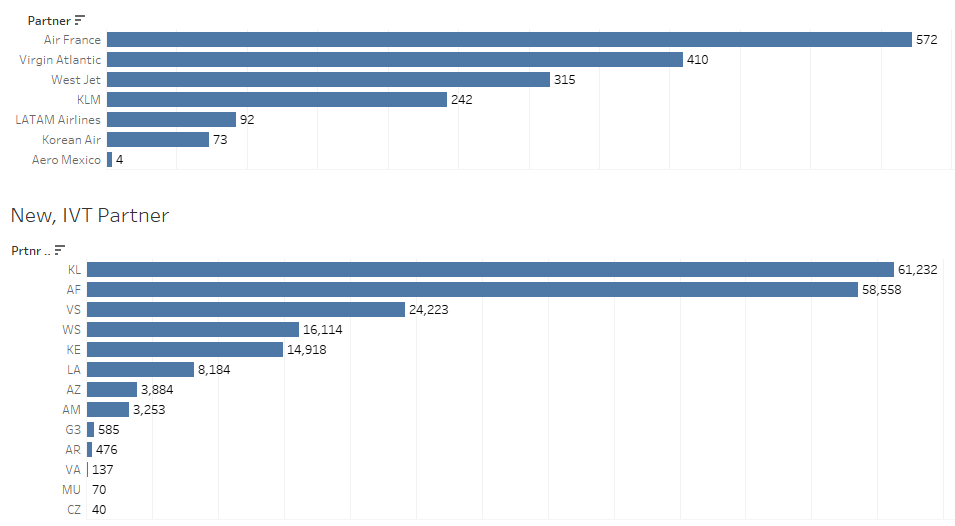 Partner
Air France 572
Virgin Atlantic 410
West Jet 315
KLM 242
LATAM Airlines 92
Korean Air 73
Aero Mexico 4
New, IVT Partner
Prtnr ..
KL 61,232
AF 58,558
VS 24,223
WS 16,114
KE 14,918
LA 8,184
AZ 3,884
AM 3,253
G3 585
AR 476
VA 137
MU 70
CZ 40